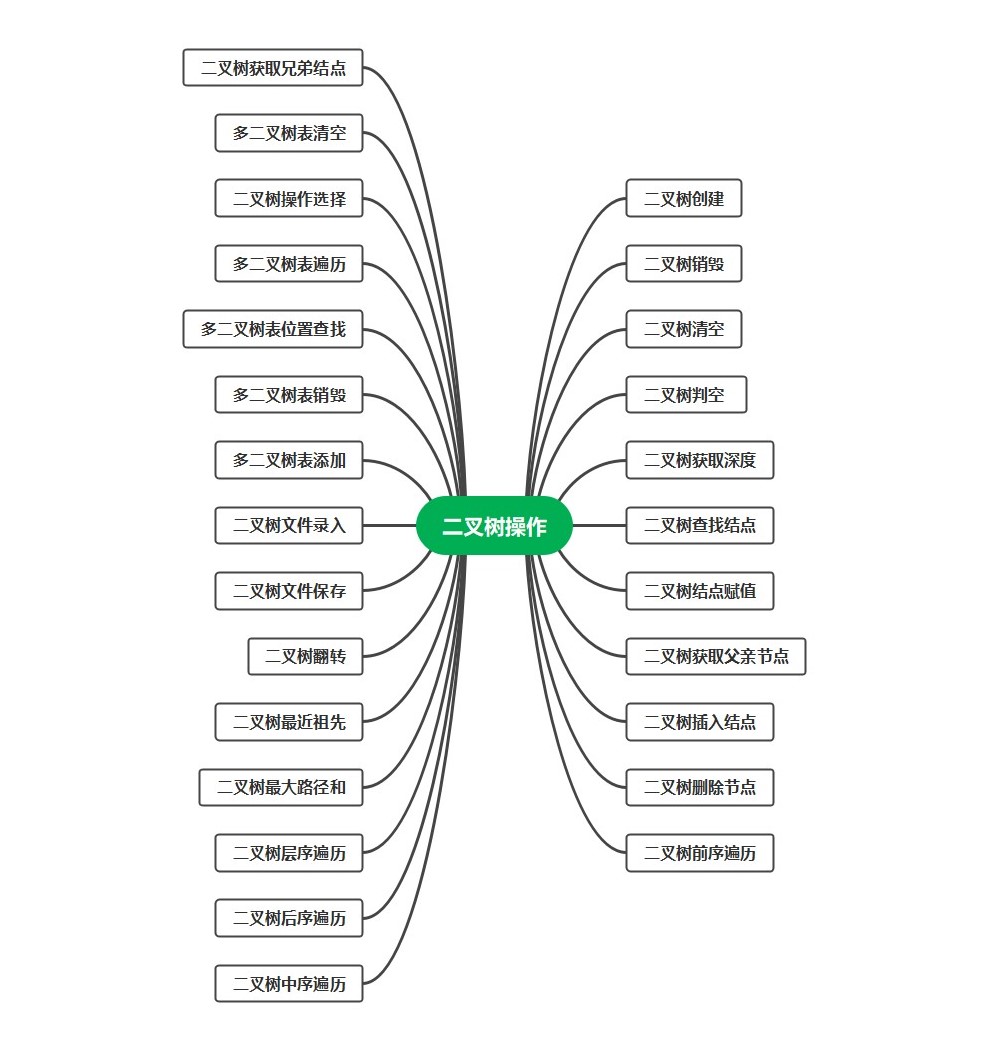 二叉树获取兄弟结点
多二叉树表清空
二叉树操作选择
多二叉树表遍历
多二叉树表位置查找
多二叉树表销毁
多二叉树表添加
二叉树文件录入
二叉树文件保存
二叉树翻转
二叉树最近祖先
二叉树最大路径和
二叉树层序遍历
二叉树后序遍历
二叉树中序遍历
二叉树操作
二叉树创建
二叉树销毁
二叉树清空
二叉树判空
二叉树获取深度
二叉树查找结点
二叉树结点赋值
二叉树获取父亲节点
二叉树插入结点
二叉树删除节点
二叉树前序遍历